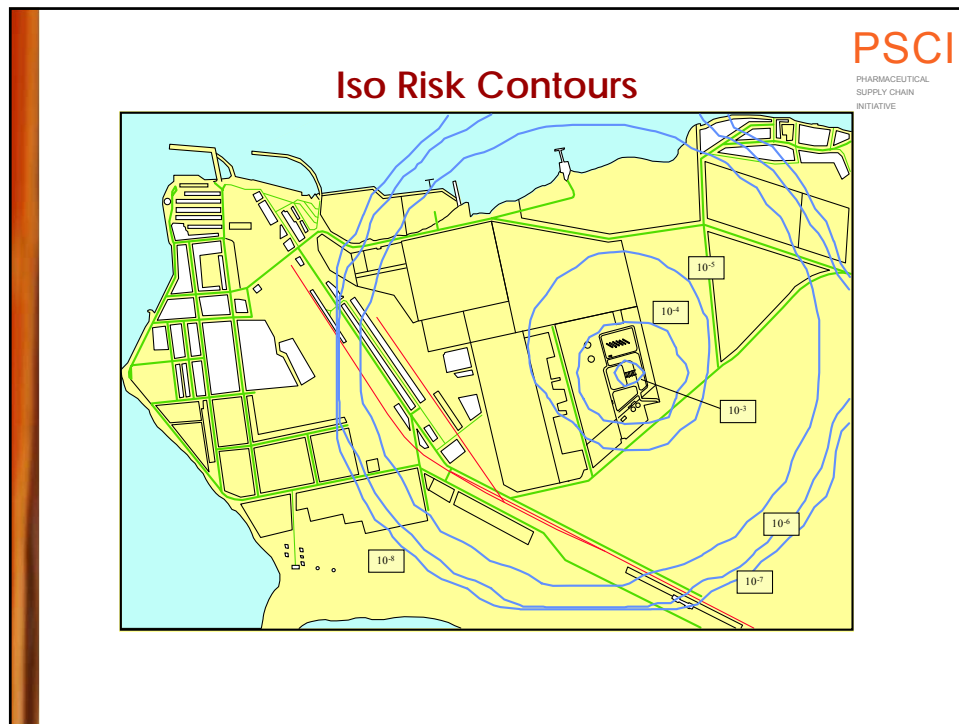 PSCI
PHARMACEUTICAL
SUPPLY CHAIN
INITIATIVE
Iso Risk Contours
10⁻⁵
10⁻⁴
10⁻³
10⁻⁶
10⁻⁸
10⁻⁷